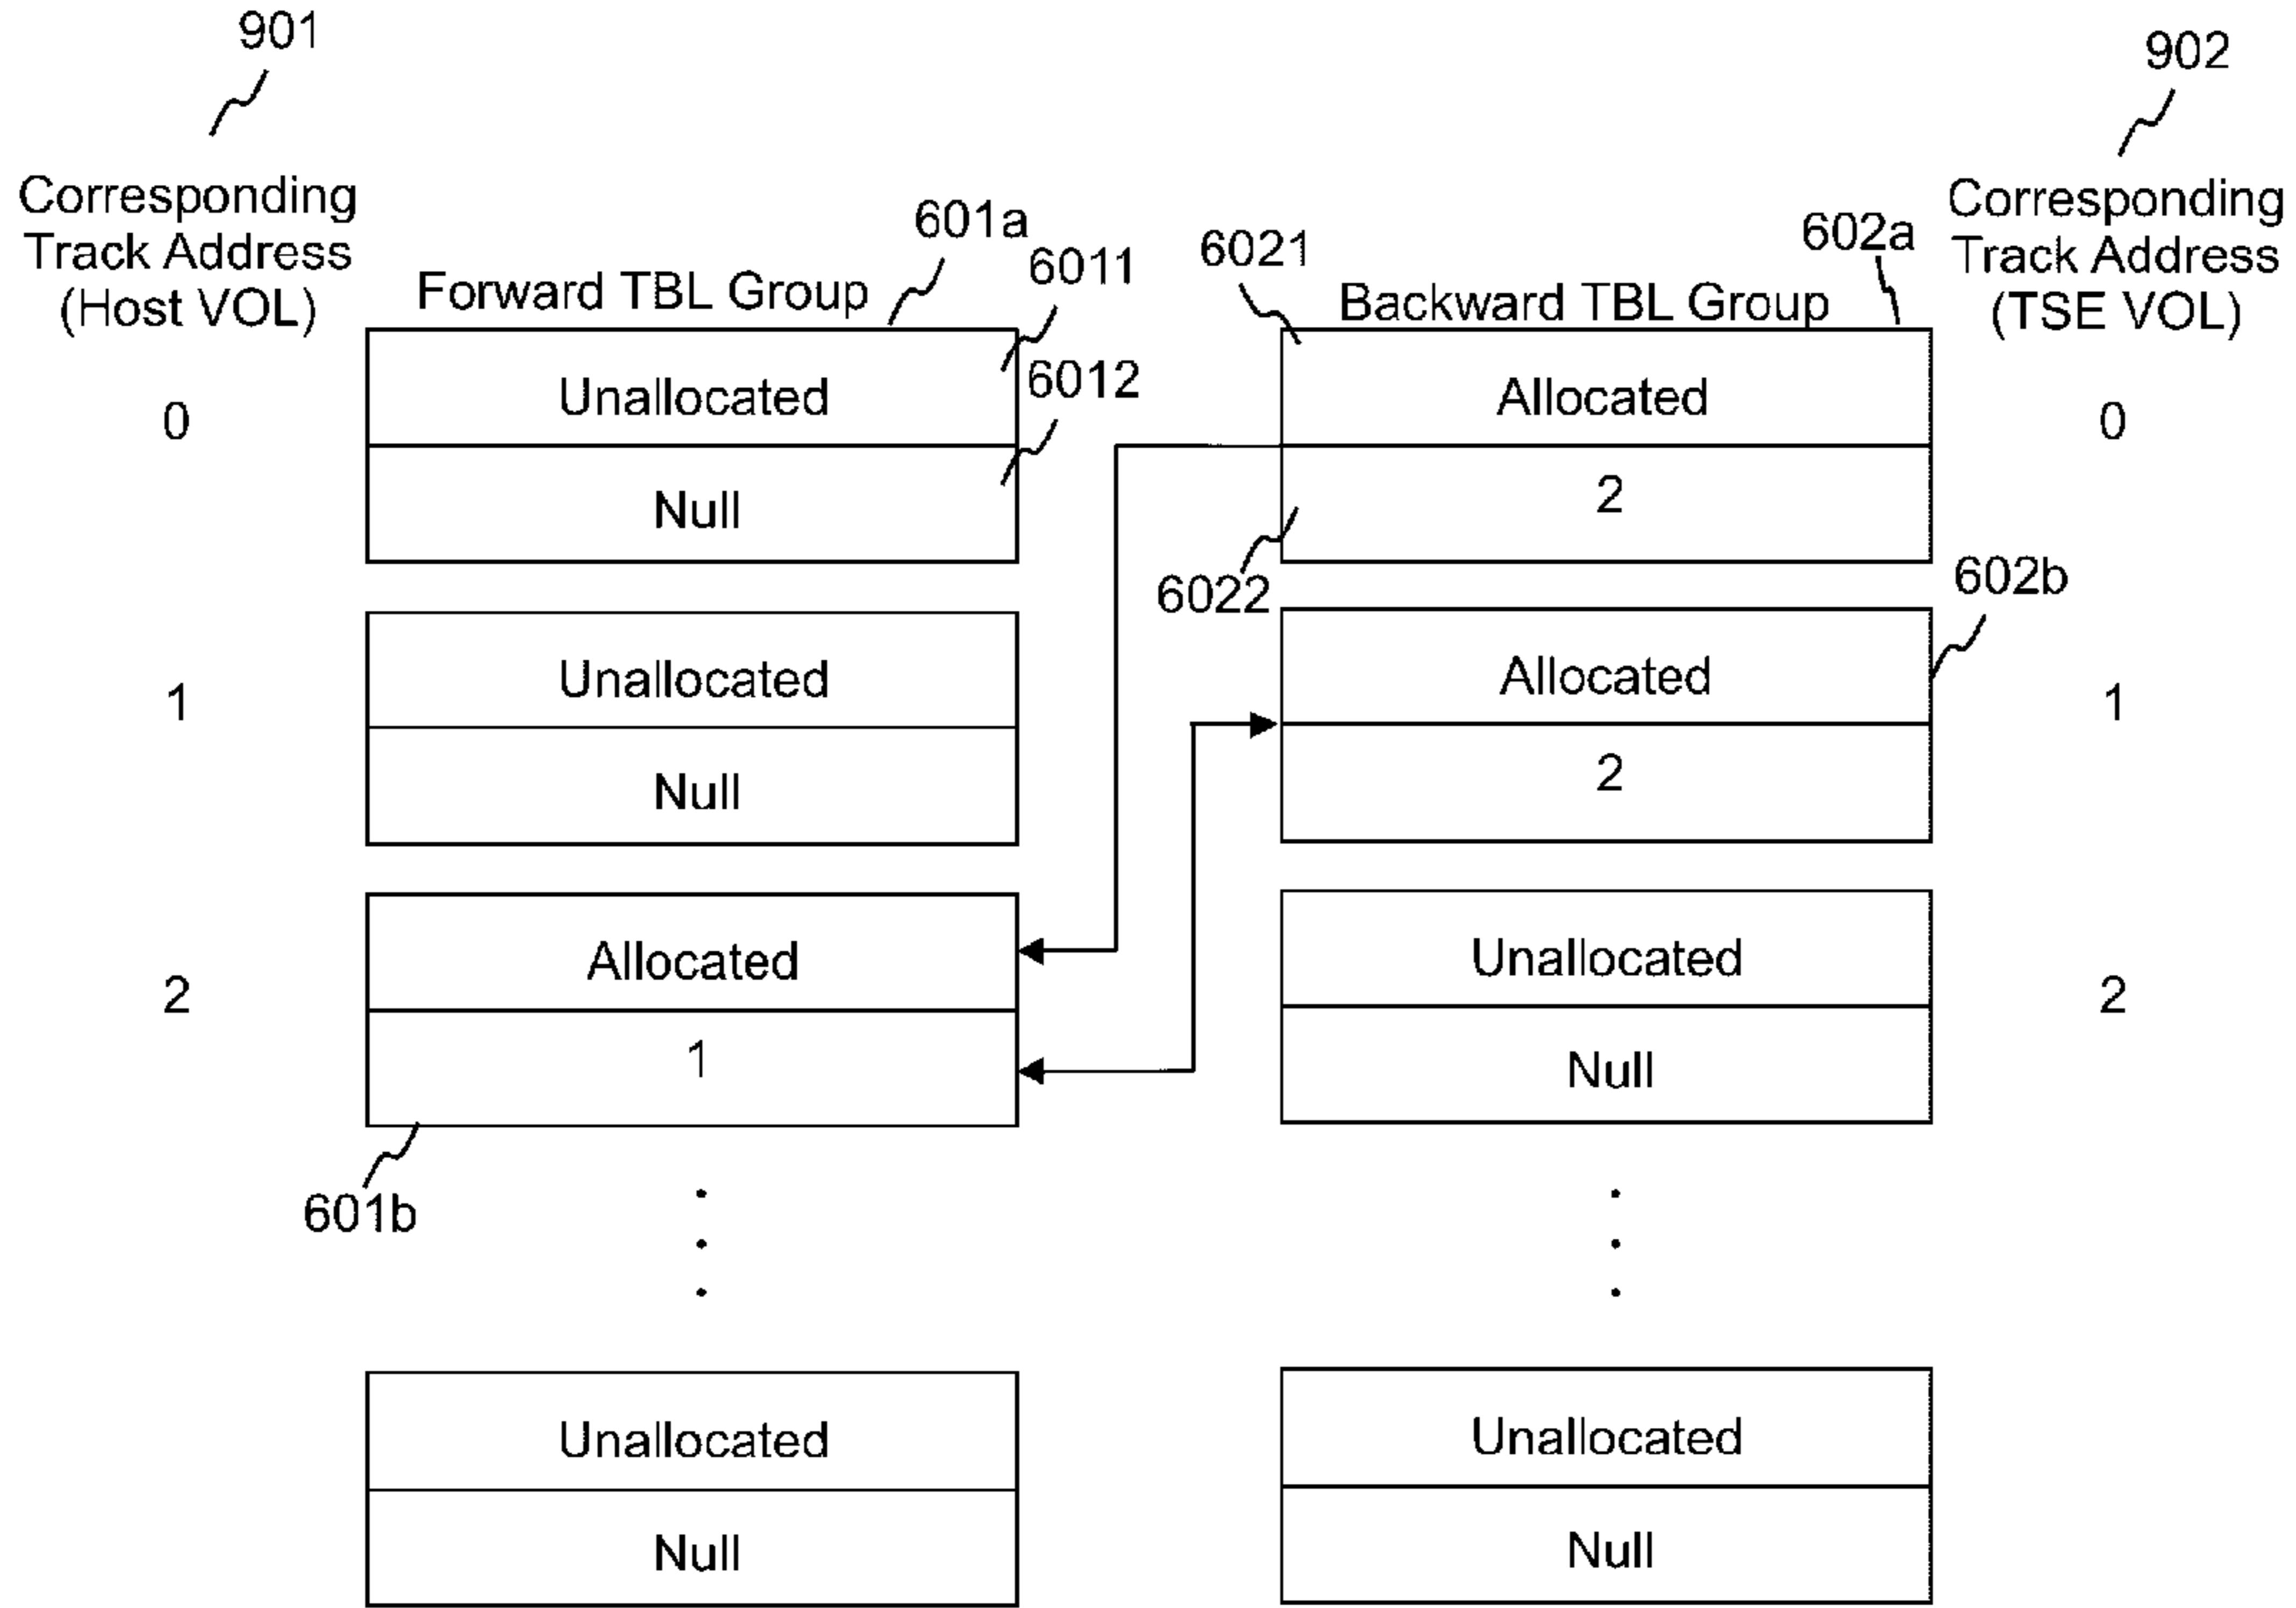 901
902
Corresponding
Track Address
(Host VOL)
Corresponding
Track Address
(TSE VOL)
Forward TBL Group
601a
6011
6012
6021
Backward TBL Group
602a
0
Unallocated
Null
Allocated
2
0
6022
602b
1
Unallocated
Null
Allocated
2
1
2
Allocated
1
Unallocated
Null
2
601b
Unallocated
Null
Unallocated
Null